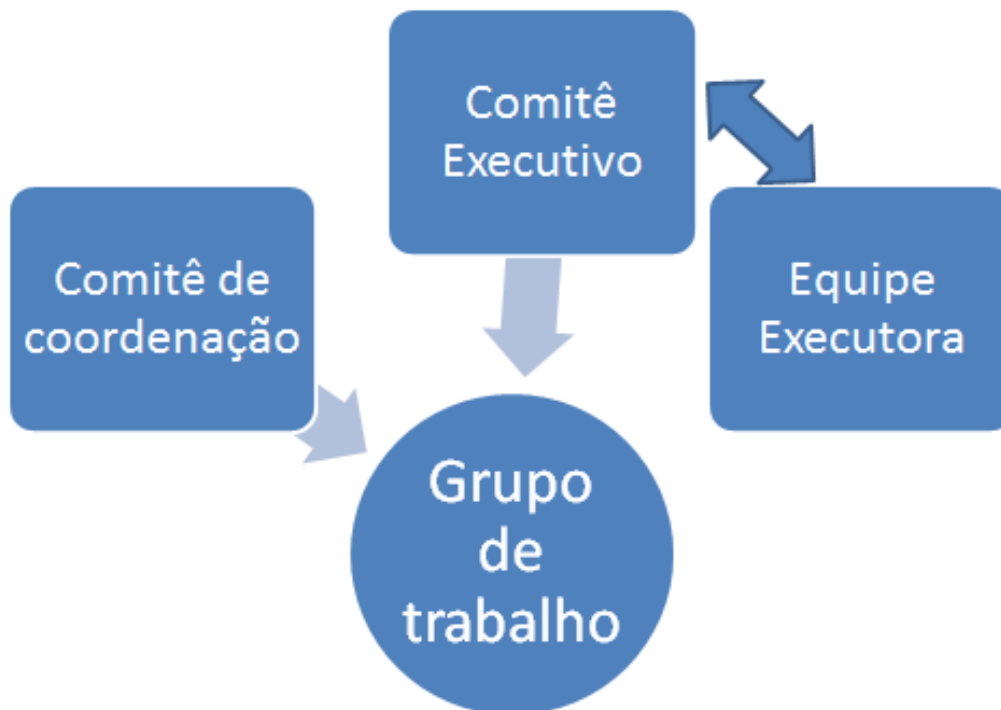 Comitê
Executivo
Comitê de
coordenação
Equipe
Executora
Grupo
de
trabalho